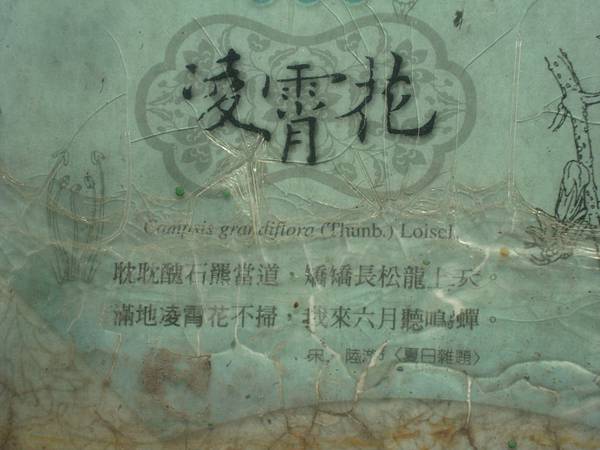 凌霄花
Campsis grandiflora (Thunb.) Loisel.
耽耽醜石羆當道，矯矯長松龍上天。
滿地凌霄花不掃，我來六月聽鳴蟬。
宋．陸游〈夏日雜題〉